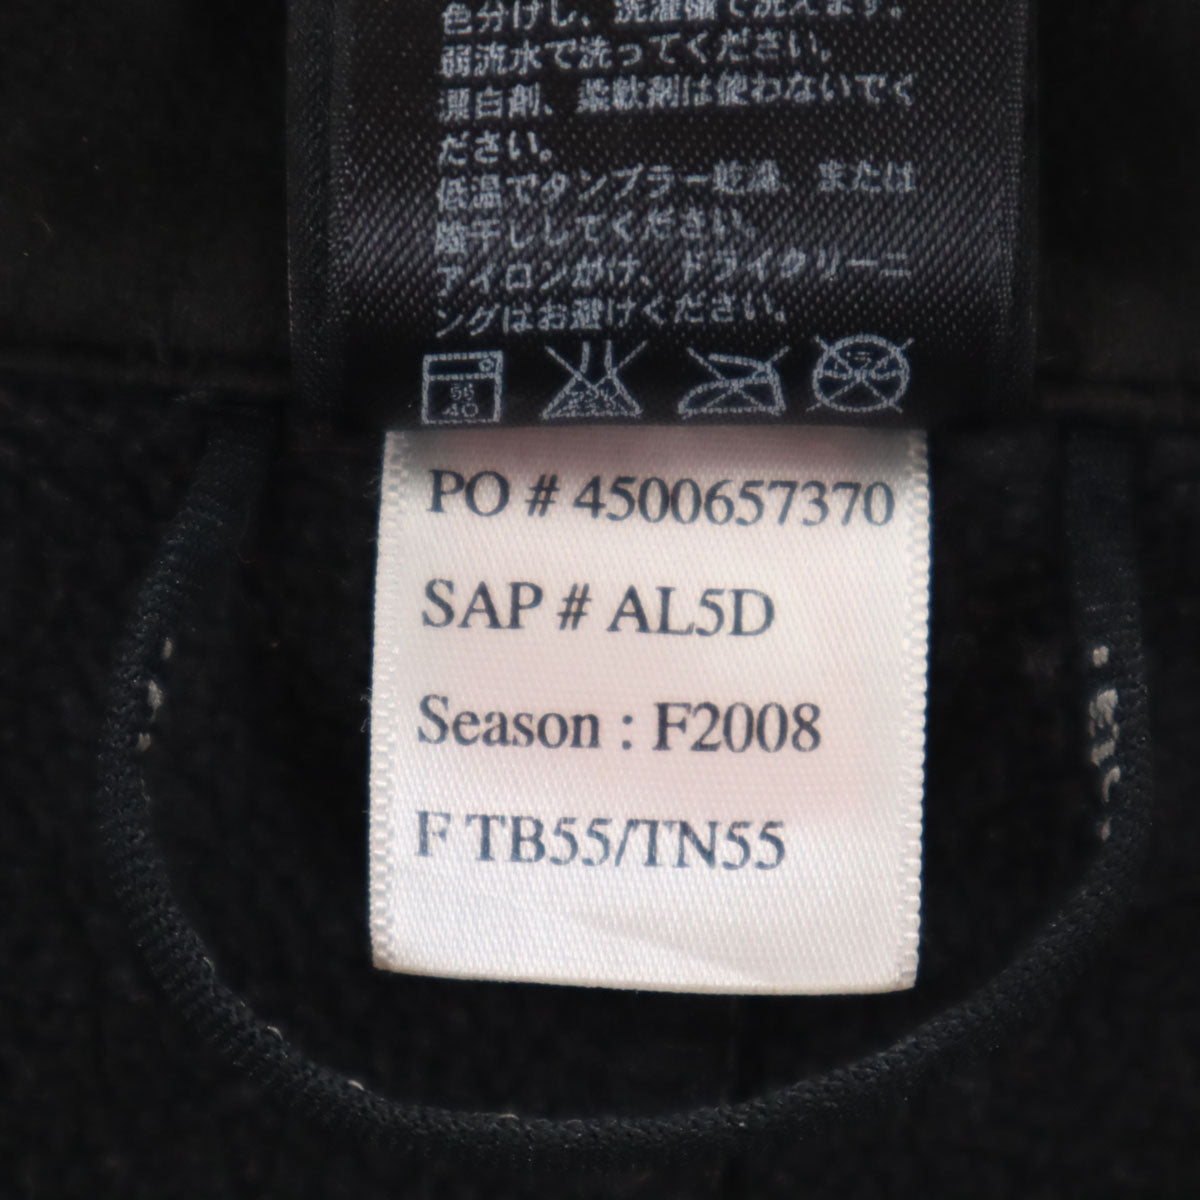 色分けし、洗濯機で洗えます。
弱流水で洗ってください。
漂白剤、柔軟剤は使わないでく
ださい。
低温でタンブラー乾燥、または
陰干ししてください。
アイロンがけ、ドライクリーニ
ングはお避けください。
40
PO # 4500657370
SAP # AL5D
Season : F2008
F TB55/TN55